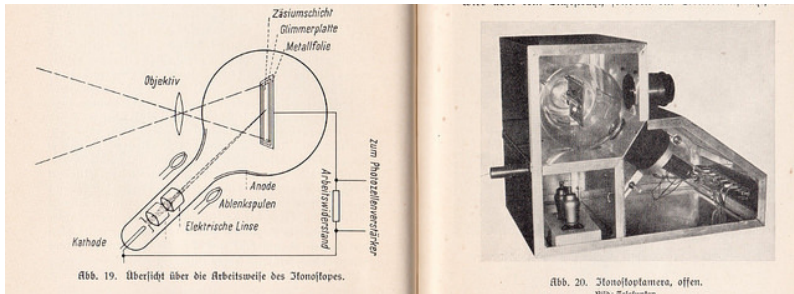 Zäsiumschicht
Glimmerplatte
Metallfolie
Objektiv
Anode
Ablenkspulen
Elektrische Linse
Kathode
Arbeitswiderstand
zum Photozellenverstärker
Abb. 19. Übersicht über die Arbeitsweise des Ikonoskopes.
Abb. 20. Ikonoskopkamera, offen.